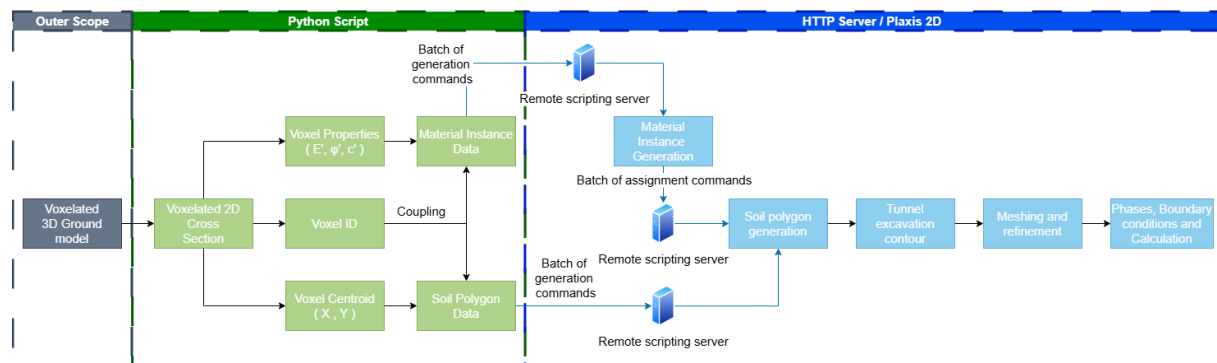 Outer Scope
Python Script
HTTP Server / Plaxis 2D
Batch of
generation
commands
Remote scripting server
Voxel Properties
( E', φ', c' )
Material Instance
Data
Material
Instance
Generation
Batch of assignment commands
Voxelated
3D Ground
model
Voxelated 2D
Cross
Section
Voxel ID
Coupling
Remote scripting server
Soil polygon
generation
Tunnel
excavation
contour
Meshing and
refinement
Phases, Boundary
conditions and
Calculation
Voxel Centroid
( X , Y )
Soil Polygon
Data
Batch of
generation
commands
Remote scripting server